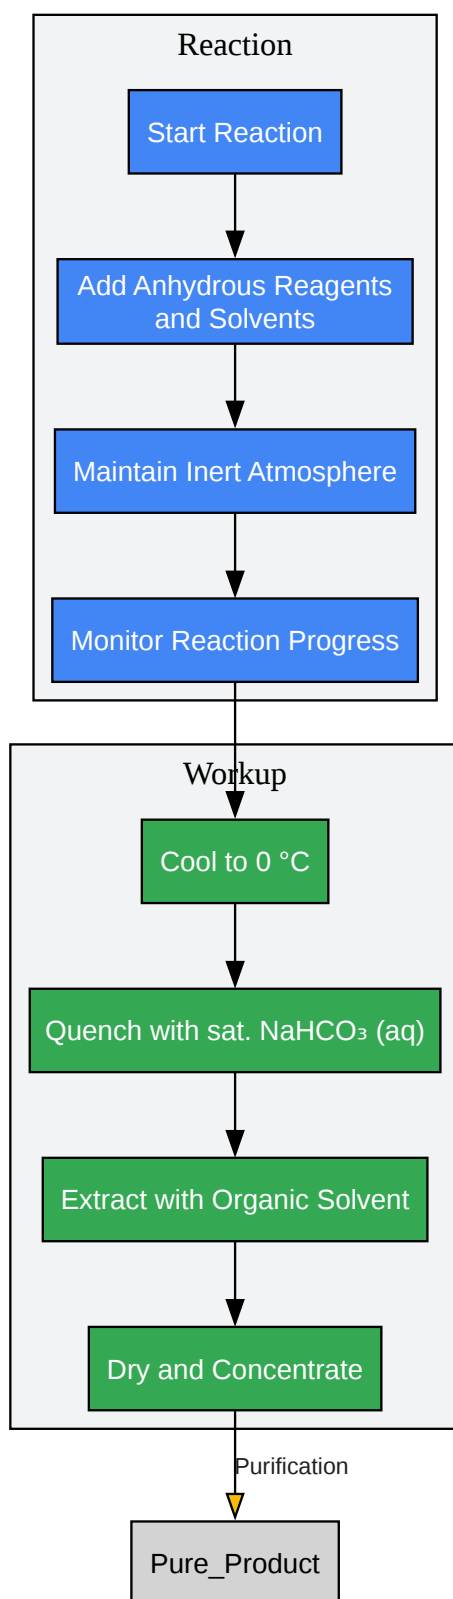 Reaction
Start Reaction
Add Anhydrous Reagents
and Solvents
Maintain Inert Atmosphere
Monitor Reaction Progress
Workup
Cool to 0 °C
Quench with sat. NaHCO₃ (aq)
Extract with Organic Solvent
Dry and Concentrate
Purification
Pure_Product